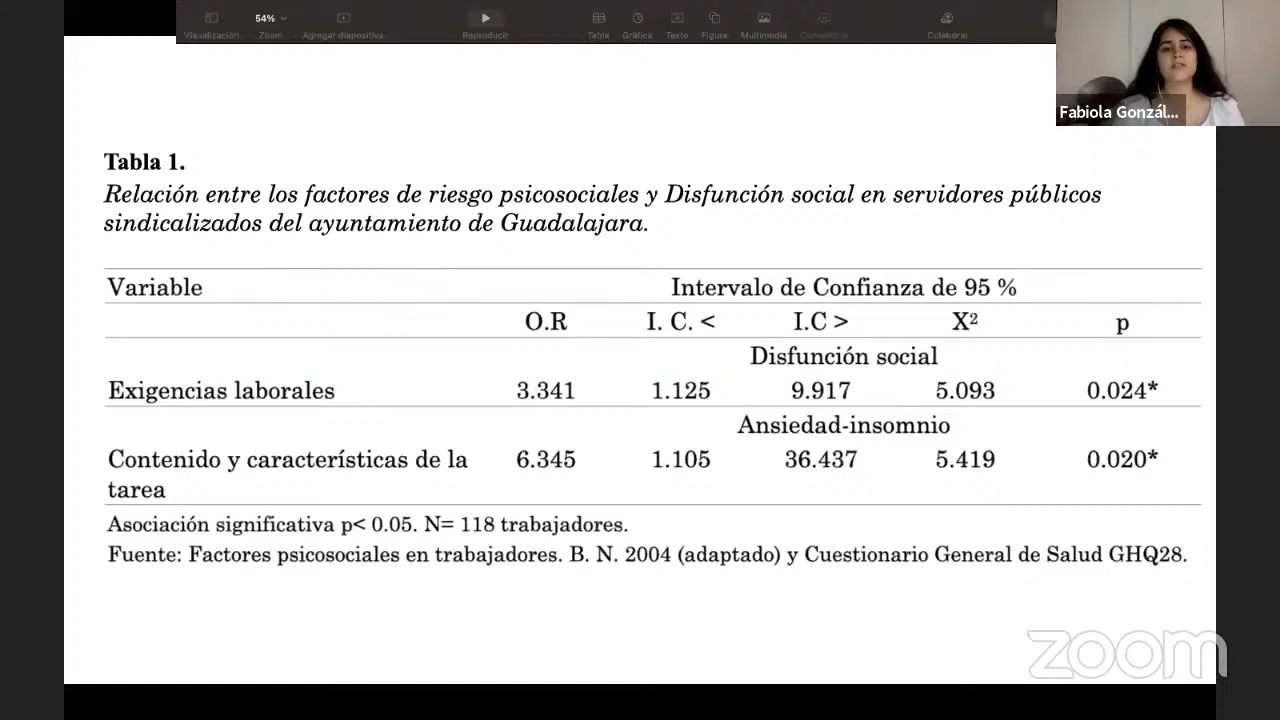 54%
Visualización
Zoom
Agregar diapositiva
Reproducir
Tabla
Gráfica
Texto
Figura
Multimedia
Comentario
Colaborar
Fabiola Gonzál...
Tabla 1.
Relación entre los factores de riesgo psicosociales y Disfunción social en servidores públicos
sindicalizados del ayuntamiento de Guadalajara.
Variable Intervalo de Confianza de 95 %
O.R I. C. < I.C > X² p
Disfunción social
Exigencias laborales 3.341 1.125 9.917 5.093 0.024*
Ansiedad-insomnio
Contenido y características de la 6.345 1.105 36.437 5.419 0.020*
tarea
Asociación significativa p< 0.05. N= 118 trabajadores.
Fuente: Factores psicosociales en trabajadores. B. N. 2004 (adaptado) y Cuestionario General de Salud GHQ28.
zoom